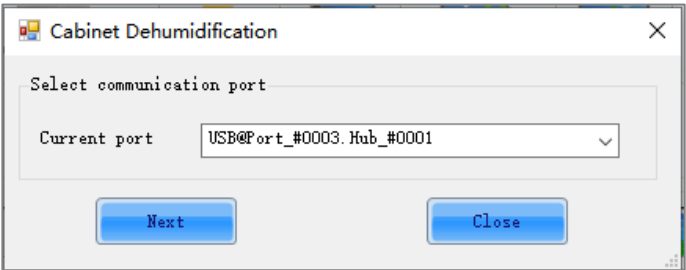 Cabinet Dehumidification
Select communication port
Current port
USB@Port_#0003.Hub_#0001
Next
Close